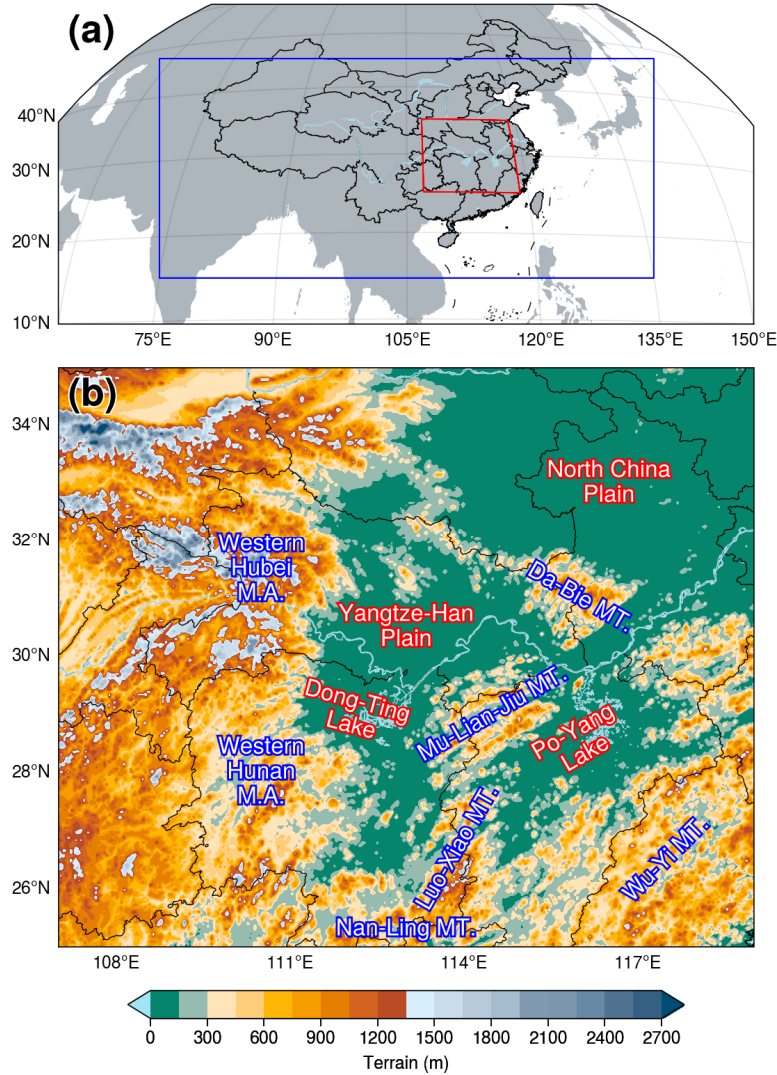 (a)
40°N
30°N
20°N
10°N
75°E
90°E
105°E
120°E
135°E
150°E
(b)
34°N
32°N
30°N
28°N
26°N
North China
Plain
Western
Hubei
M.A.
Da-Bie MT.
Yangtze-Han
Plain
Dong-Ting
Lake
Mu-Lian-Jiu MT.
Po-Yang
Lake
Western
Hunan
M.A.
Luo-Xiao MT.
Wu-Yi MT.
Nan-Ling MT.
108°E
111°E
114°E
117°E
0
300
600
900
1200
1500
1800
2100
2400
2700
Terrain (m)